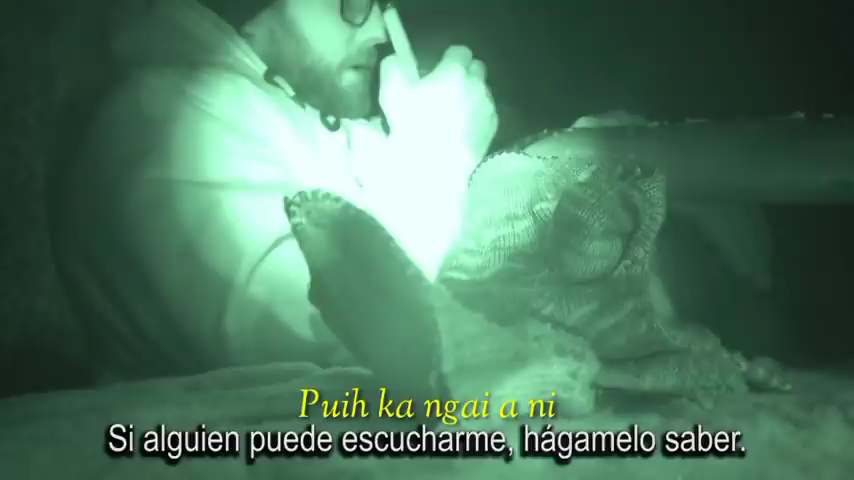 Puih ka ngai a ni
Si alguien puede escucharme, hágamelo saber.